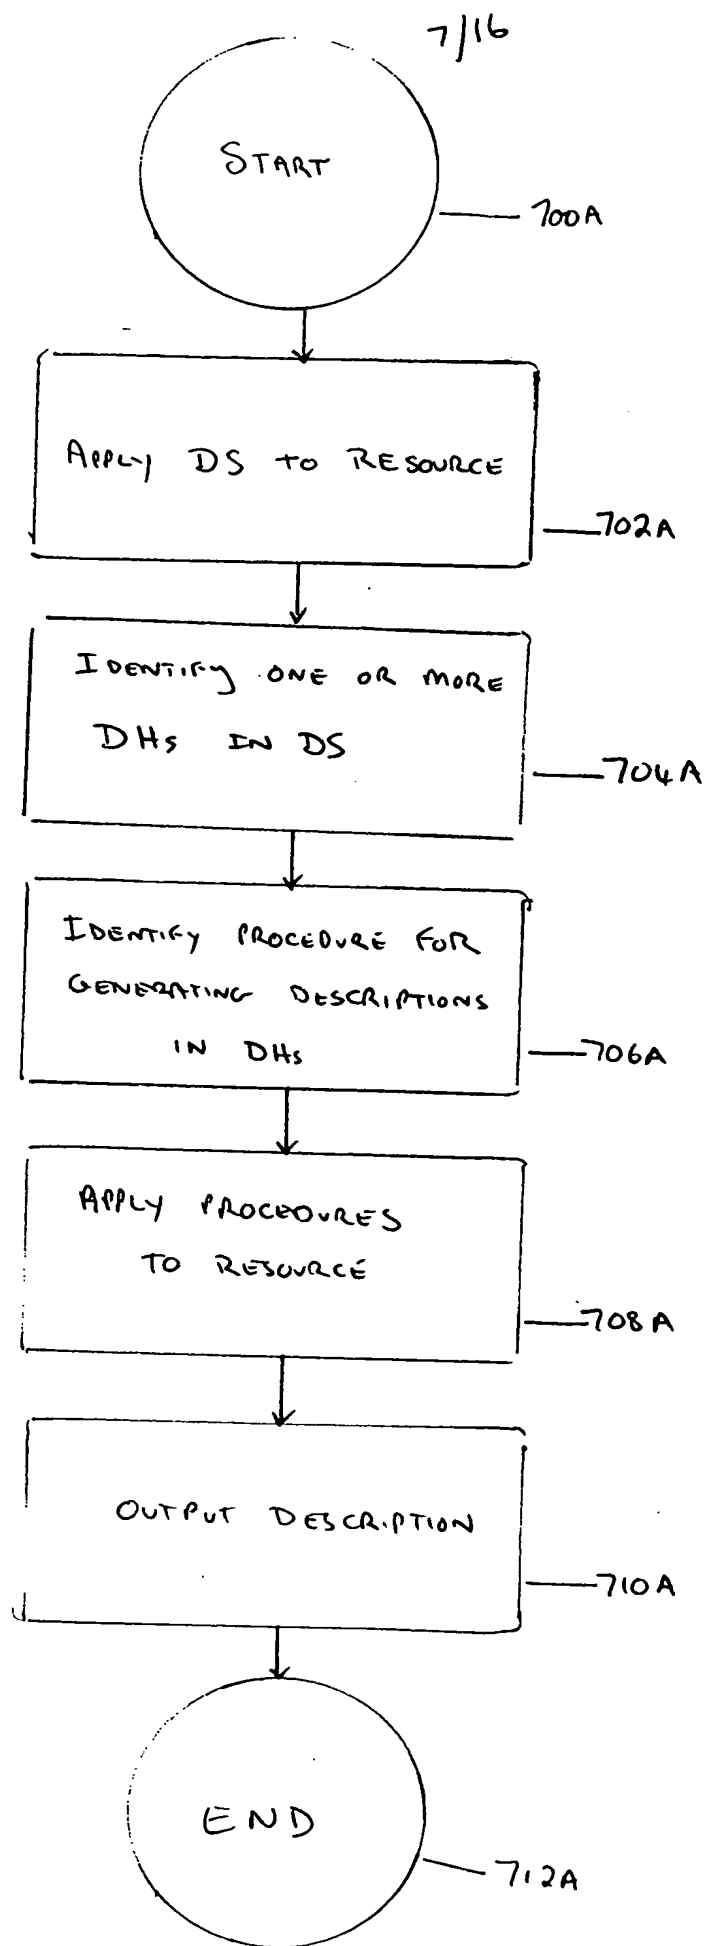 7/16
START
700A
APPLY DS TO RESOURCE
702A
IDENTIFY ONE OR MORE
DHs IN DS
704A
IDENTIFY PROCEDURE FOR
GENERATING DESCRIPTIONS
IN DHs
706A
APPLY PROCEDURES
TO RESOURCE
708A
OUTPUT DESCRIPTION
710A
END
712A